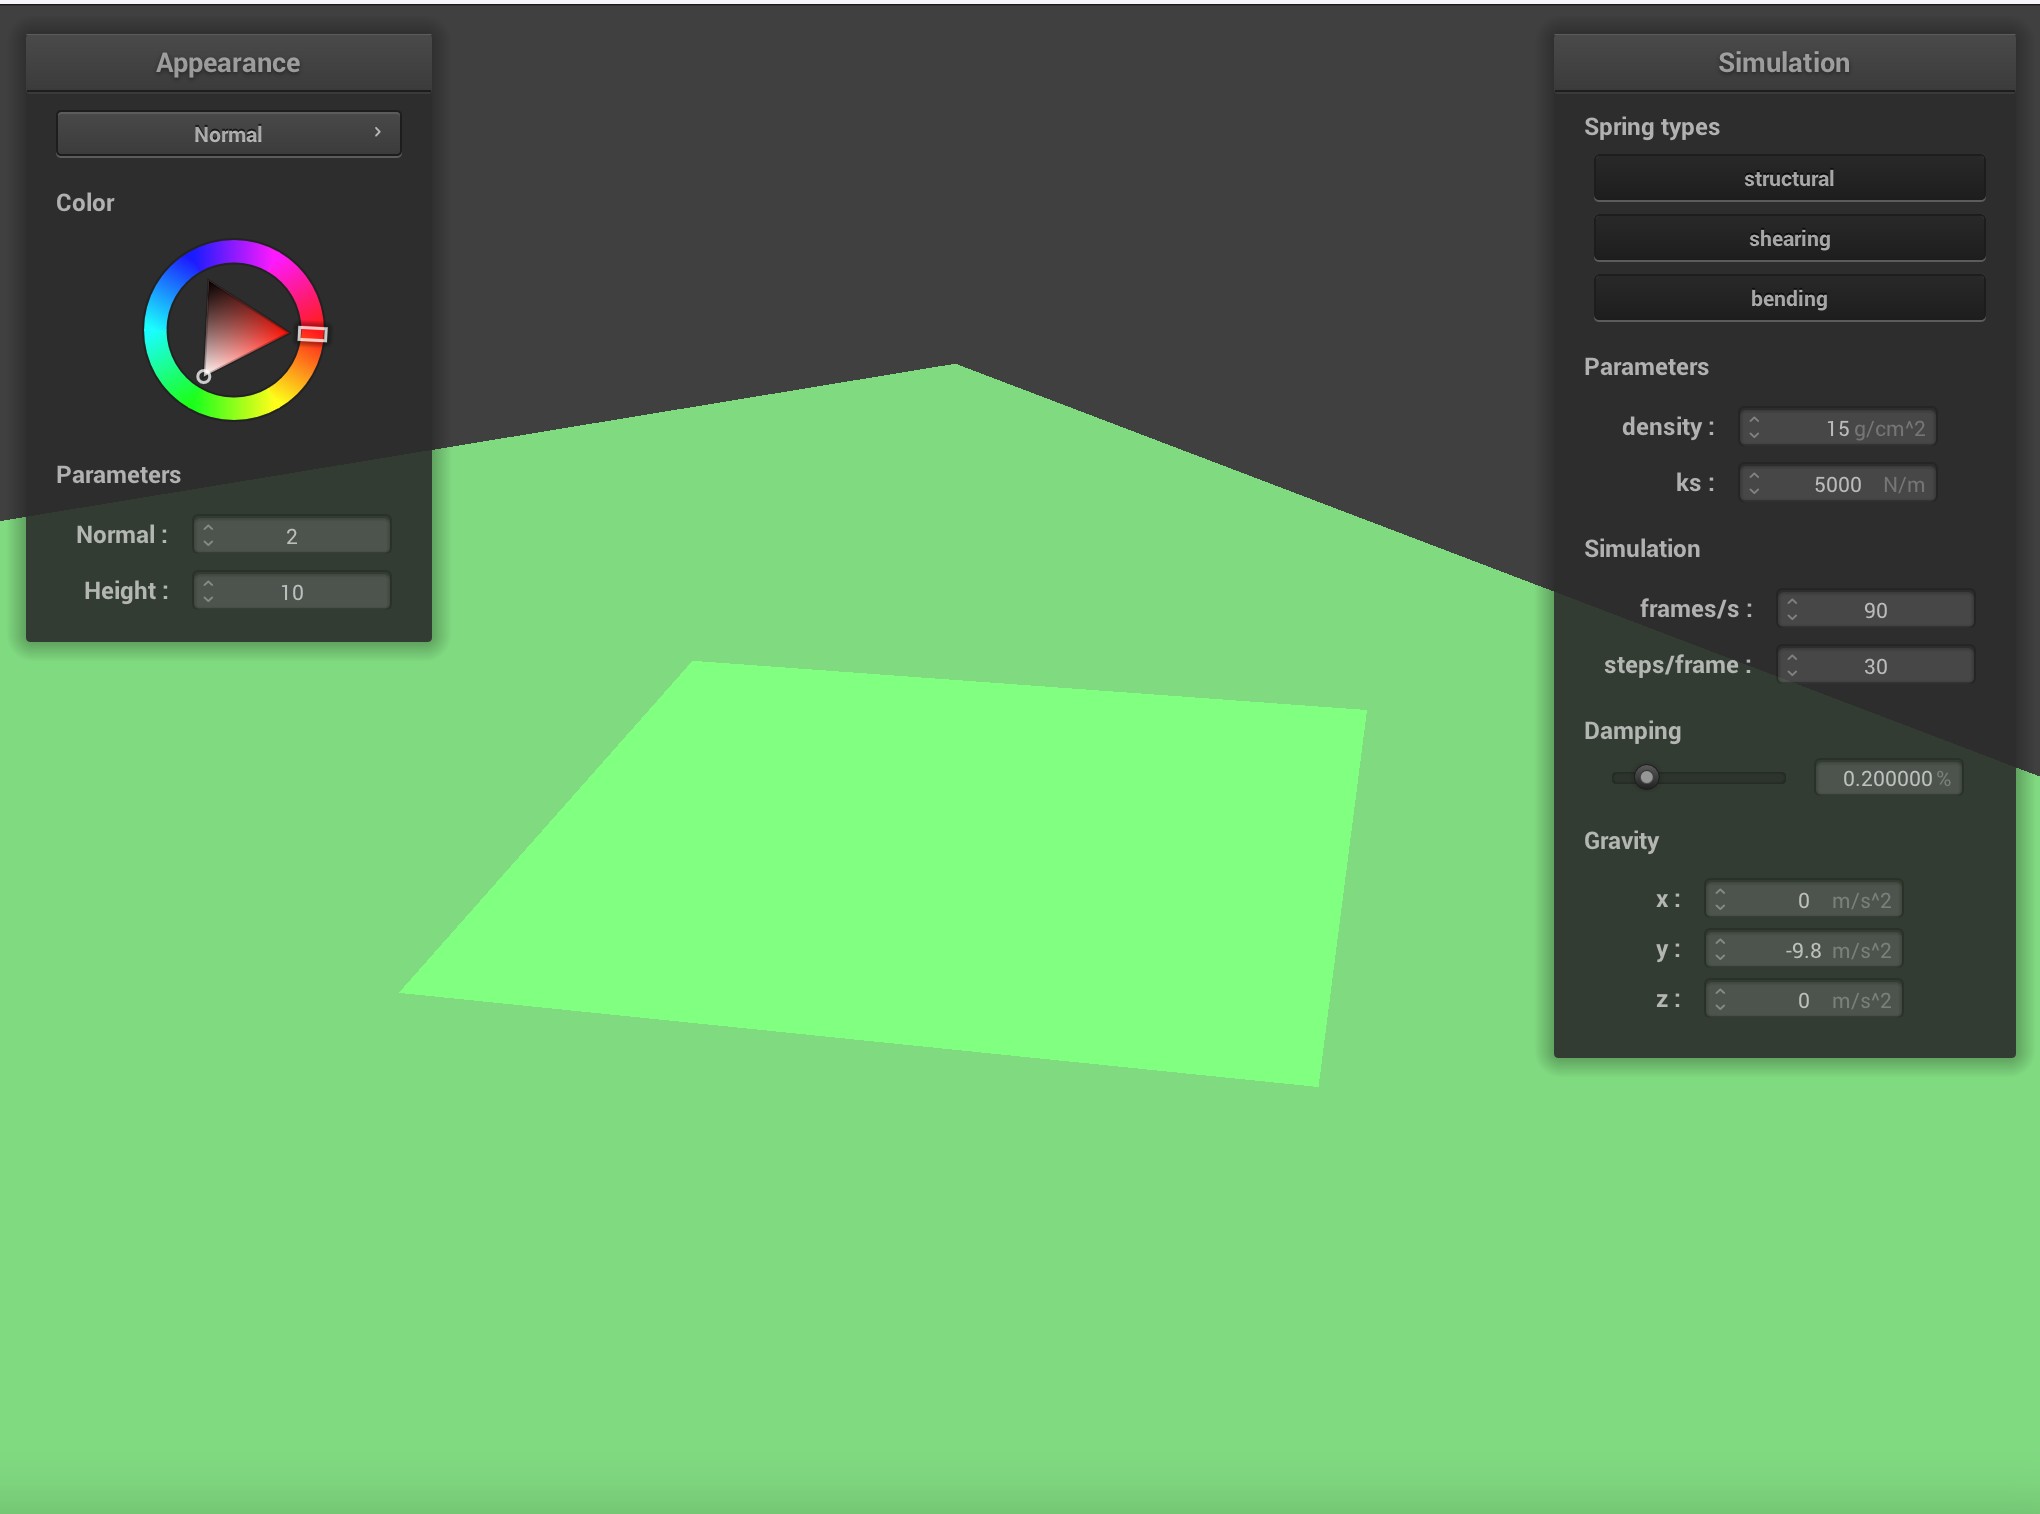 Appearance
Normal
Color
Parameters
Normal : 2
Height : 10
Simulation
Spring types
structural
shearing
bending
Parameters
density : 15 g/cm^2
ks : 5000 N/m
Simulation
frames/s : 90
steps/frame : 30
Damping
0.200000 %
Gravity
x : 0 m/s^2
y : -9.8 m/s^2
z : 0 m/s^2